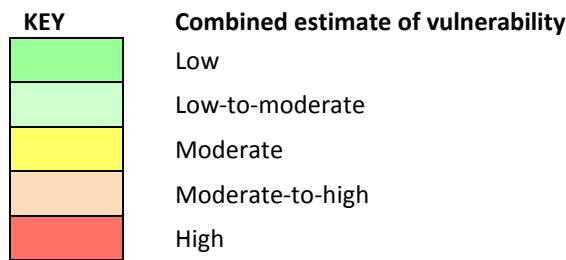 KEY Combined estimate of vulnerability
Low
Low-to-moderate
Moderate
Moderate-to-high
High